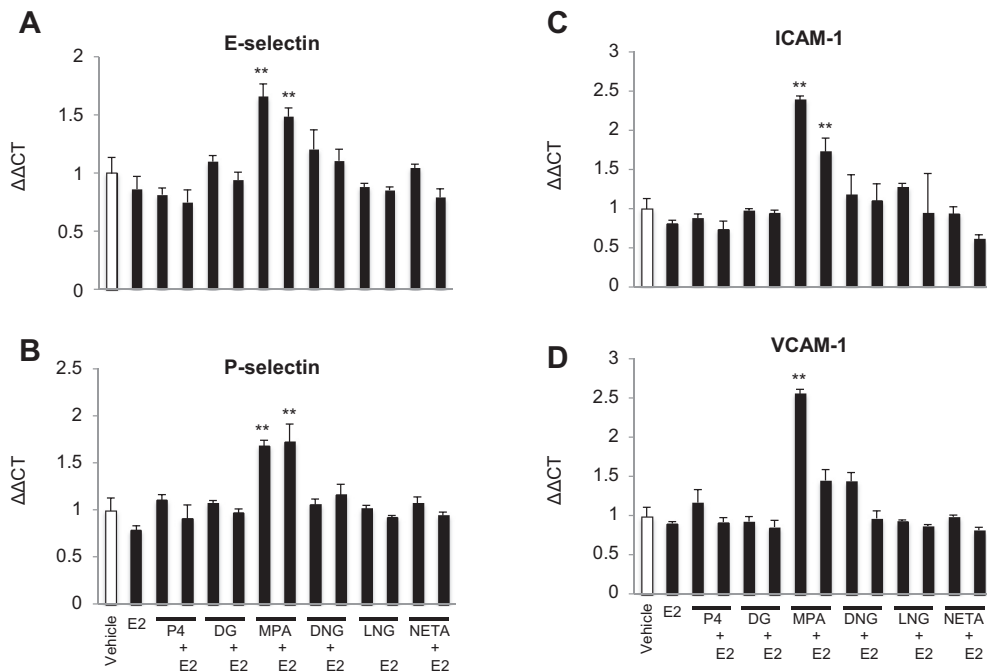 A
E-selectin
ΔΔCT
2
1.5
1
0.5
0
**
**
B
P-selectin
ΔΔCT
2.5
2
1.5
1
0.5
0
**
**
Vehicle
E2
P4
DG
MPA
DNG
LNG
NETA
+
+
+
+
+
E2
E2
E2
E2
E2
E2
C
ICAM-1
ΔΔCT
3
2.5
2
1.5
1
0.5
0
**
**
D
VCAM-1
ΔΔCT
3
2.5
2
1.5
1
0.5
0
**
Vehicle
E2
P4
DG
MPA
DNG
LNG
NETA
+
+
+
+
+
+
E2
E2
E2
E2
E2
E2